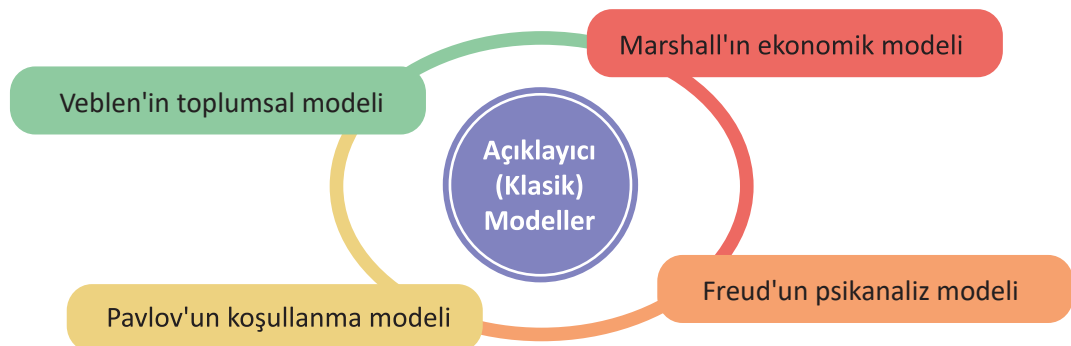 Marshall'ın ekonomik modeli
Veblen'in toplumsal modeli
Açıklayıcı
(Klasik)
Modeller
Freud'un psikanaliz modeli
Pavlov'un koşullanma modeli